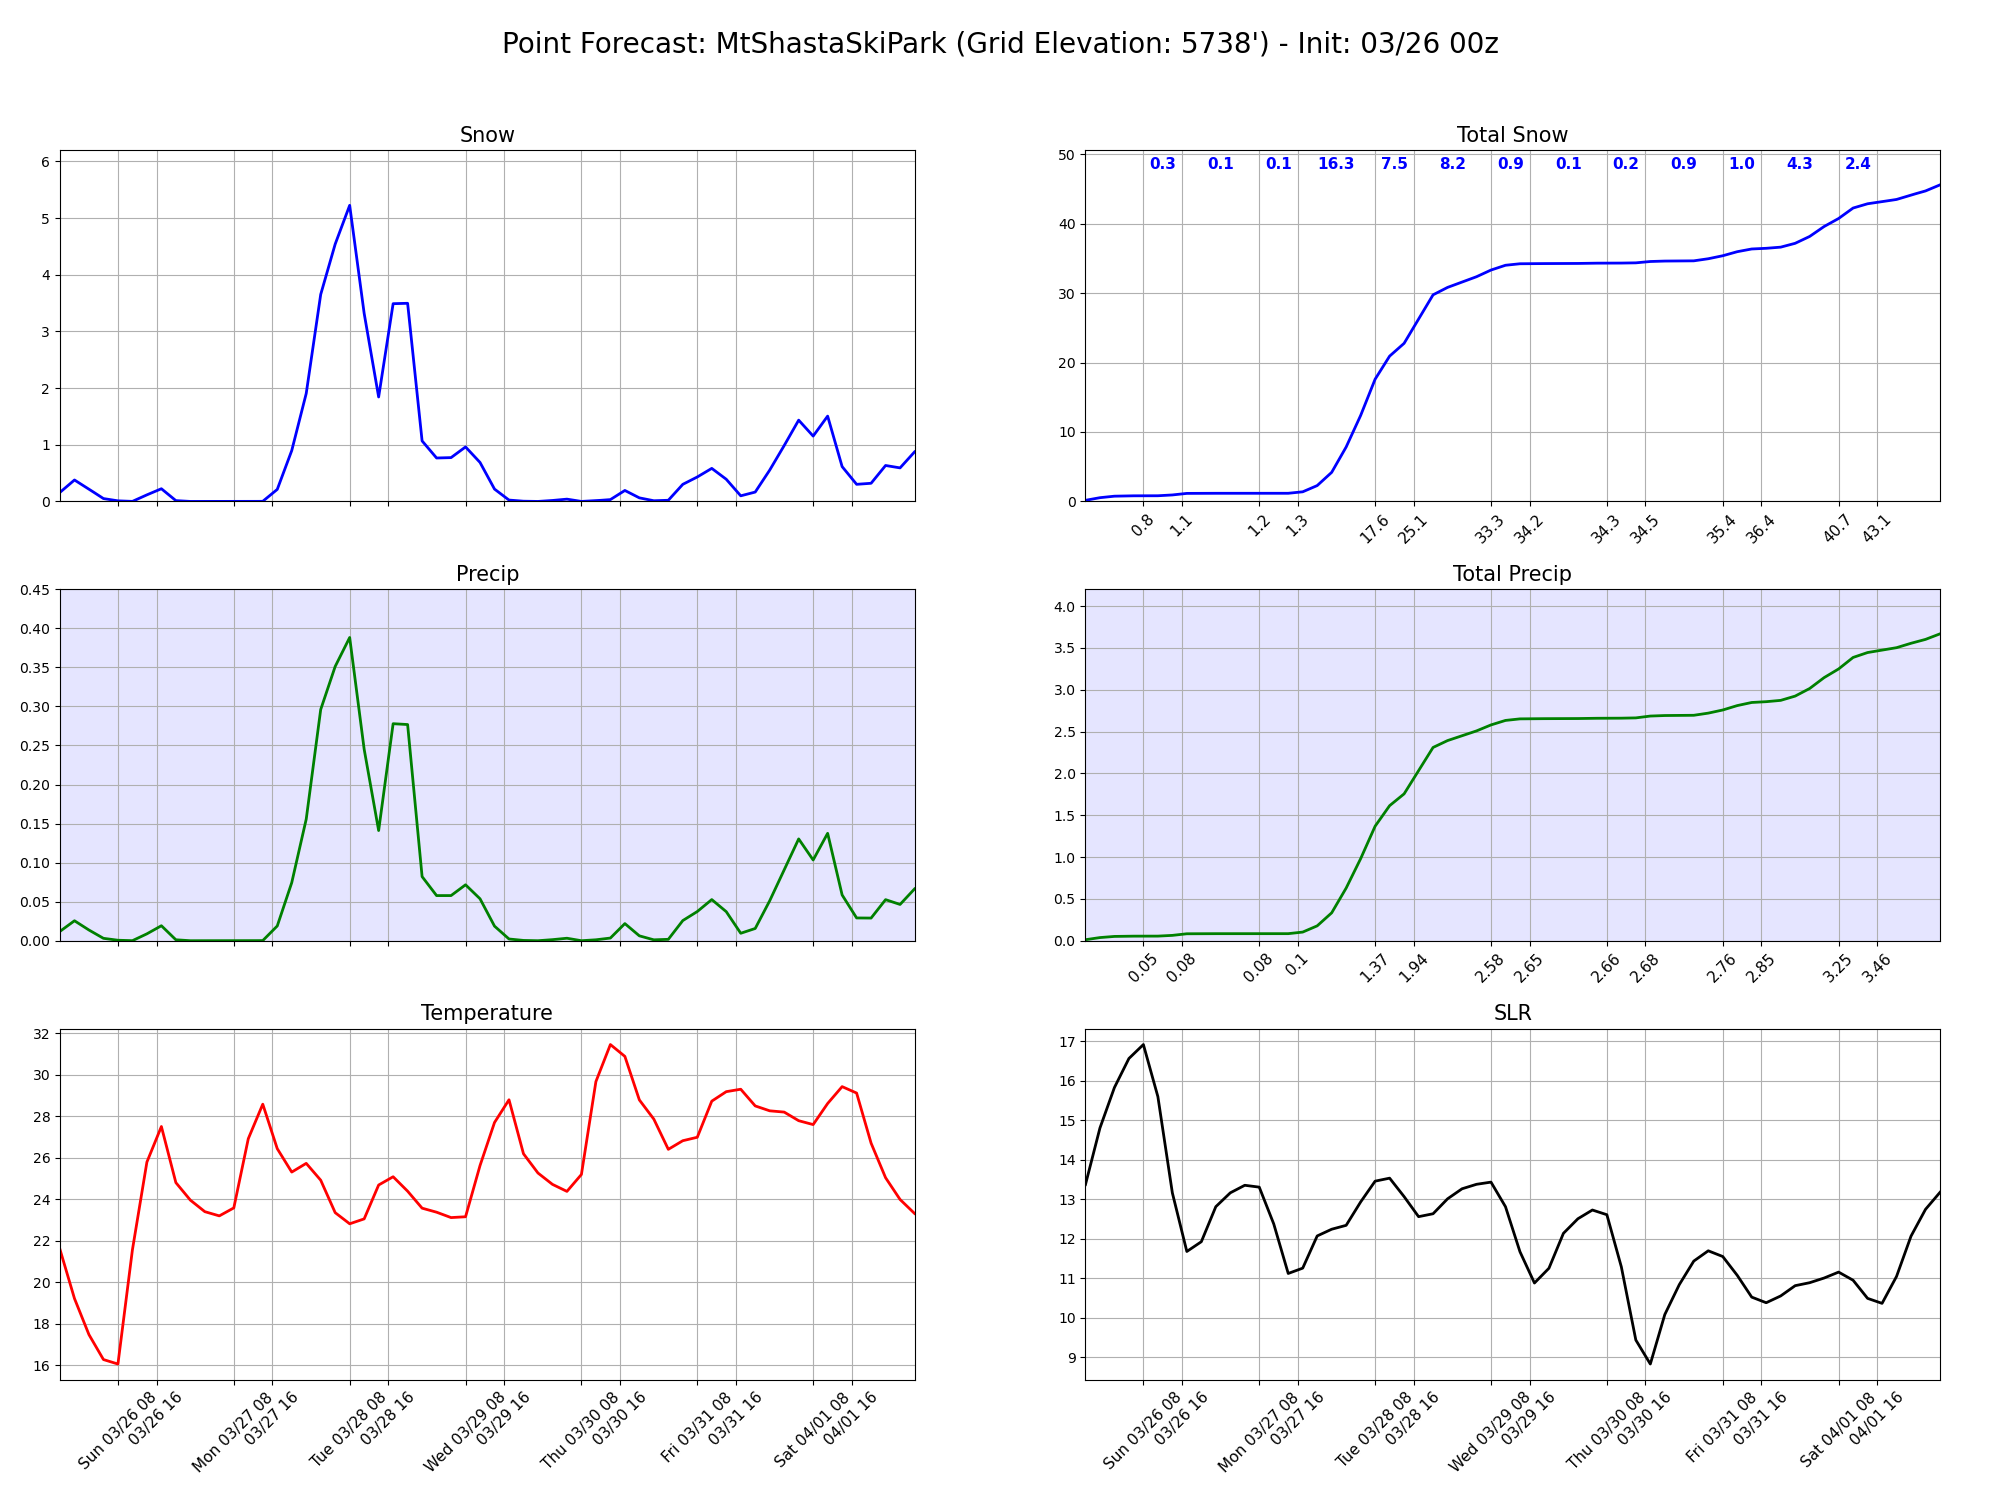 Point Forecast: MtShastaSkiPark (Grid Elevation: 5738') - Init: 03/26 00z
Snow
6
5
4
3
2
1
0
Total Snow
0.3 0.1 0.1 16.3 7.5 8.2 0.9 0.1 0.2 0.9 1.0 4.3 2.4
50
40
30
20
10
0
0.8 1.1 1.2 1.3 17.6 25.1 33.3 34.2 34.3 34.5 35.4 36.4 40.7 43.1
Precip
0.45
0.40
0.35
0.30
0.25
0.20
0.15
0.10
0.05
0.00
Total Precip
4.0
3.5
3.0
2.5
2.0
1.5
1.0
0.5
0.0
0.05 0.08 0.08 0.1 1.37 1.94 2.58 2.65 2.66 2.68 2.76 2.85 3.25 3.46
Temperature
32
30
28
26
24
22
20
18
16
Sun 03/26 08
03/26 16
Mon 03/27 08
03/27 16
Tue 03/28 08
03/28 16
Wed 03/29 08
03/29 16
Thu 03/30 08
03/30 16
Fri 03/31 08
03/31 16
Sat 04/01 08
04/01 16
SLR
17
16
15
14
13
12
11
10
9
Sun 03/26 08
03/26 16
Mon 03/27 08
03/27 16
Tue 03/28 08
03/28 16
Wed 03/29 08
03/29 16
Thu 03/30 08
03/30 16
Fri 03/31 08
03/31 16
Sat 04/01 08
04/01 16